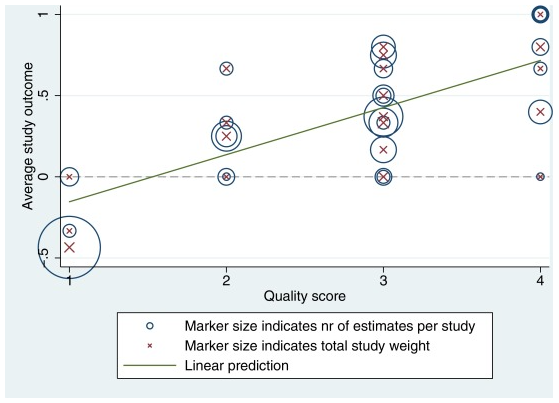 Average study outcome
1
.5
0
-.5
1 2 3 4
Quality score
Marker size indicates nr of estimates per study
Marker size indicates total study weight
Linear prediction